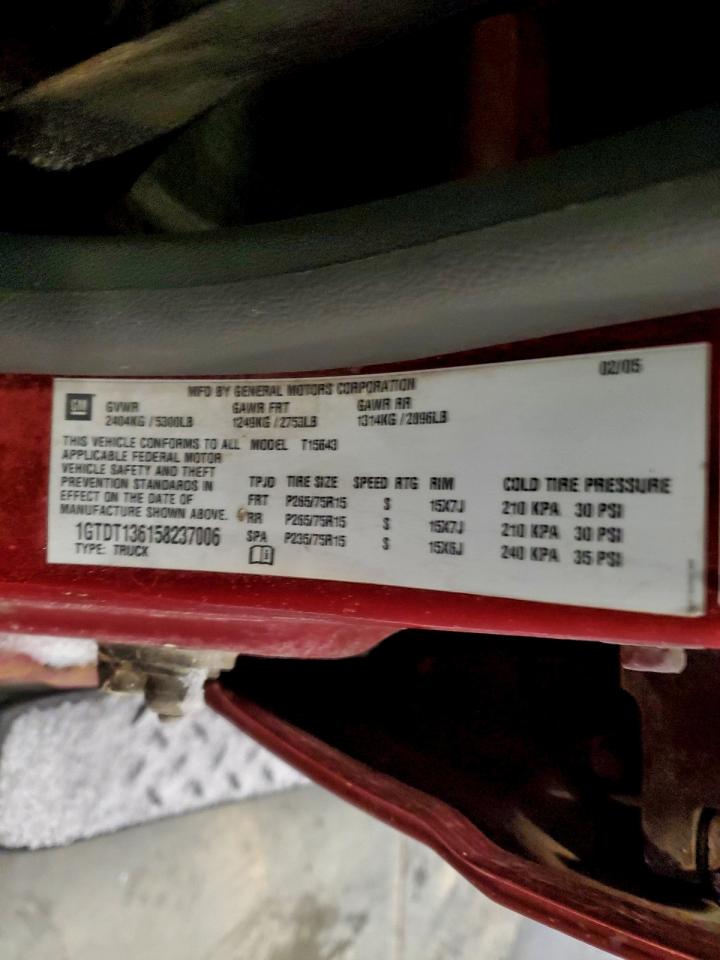 02/05
MFD BY GENERAL MOTORS CORPORATION
GM
GVWR GAWR FRT GAWR RR
2404KG / 5300LB 1249KG / 2753LB 1314KG / 2896LB
THIS VEHICLE CONFORMS TO ALL MODEL T15643
APPLICABLE FEDERAL MOTOR
VEHICLE SAFETY AND THEFT
PREVENTION STANDARDS IN
EFFECT ON THE DATE OF
MANUFACTURE SHOWN ABOVE.
1GTDT136158237006
TYPE: TRUCK
TPJO TIRE SIZE SPEED RTG RIM COLD TIRE PRESSURE
FRT P265/75R15 S 15X7J 210 KPA 30 PSI
RR P265/75R15 S 15X7J 210 KPA 30 PSI
SPA P235/75R15 S 15X6J 240 KPA 35 PSI